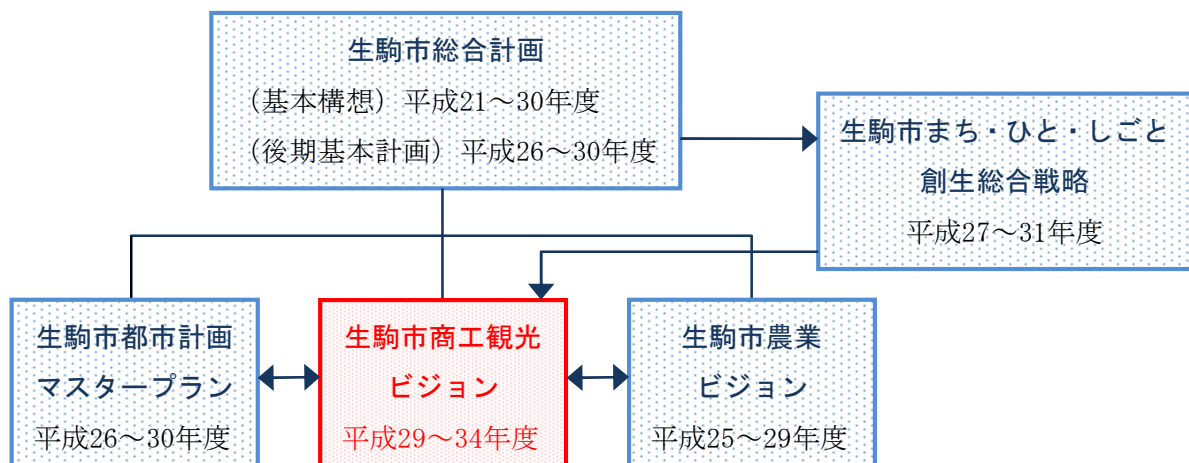 生駒市総合計画
（基本構想）平成21～30年度
（後期基本計画）平成26～30年度
生駒市まち・ひと・しごと
創生総合戦略
平成27～31年度
生駒市都市計画
マスタープラン
平成26～30年度
生駒市商工観光
ビジョン
平成29～34年度
生駒市農業
ビジョン
平成25～29年度